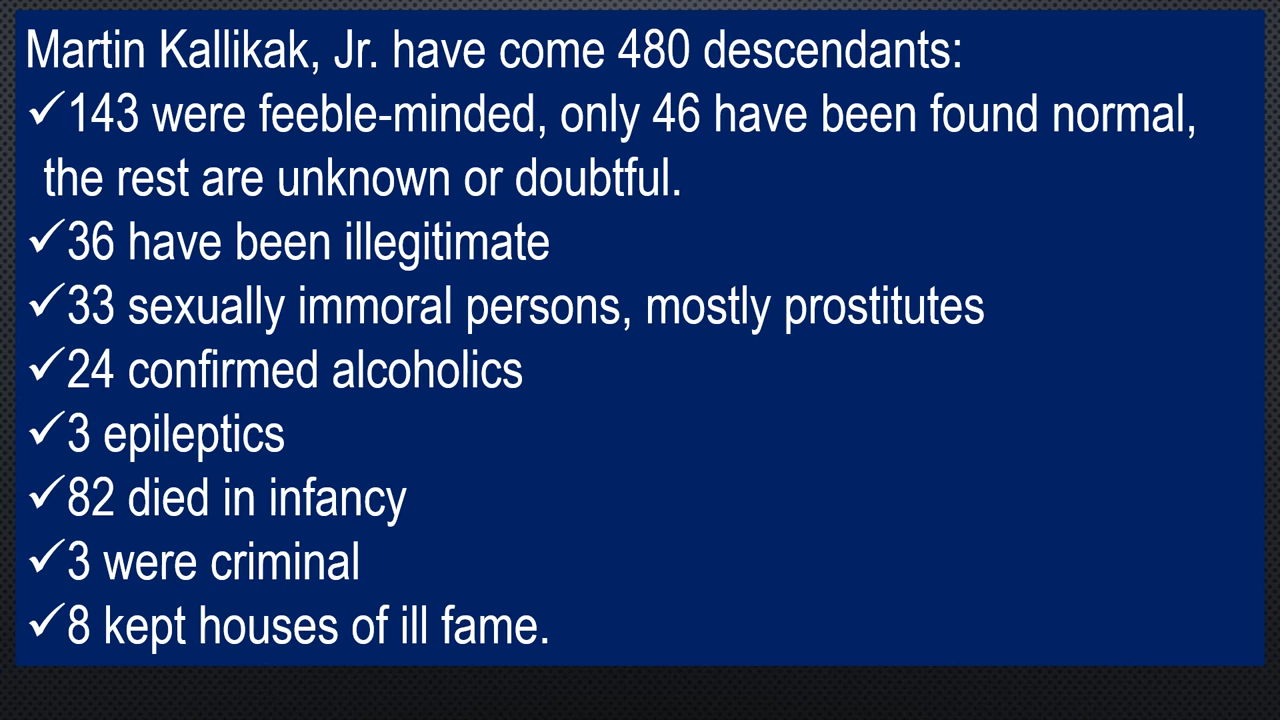 Martin Kallikak, Jr. have come 480 descendants:
✓143 were feeble-minded, only 46 have been found normal,
the rest are unknown or doubtful.
✓36 have been illegitimate
✓33 sexually immoral persons, mostly prostitutes
✓24 confirmed alcoholics
✓3 epileptics
✓82 died in infancy
✓3 were criminal
✓8 kept houses of ill fame.